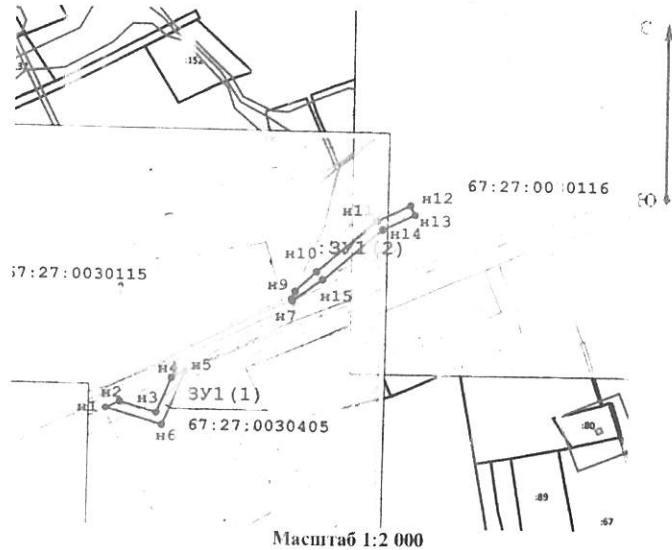 С
:152
н12
67:27:00 0116
н13
н14
Ю
н10
:ЗУ1 (2)
67:27:0030115
н9
н15
н7
н4
н5
н2
н3
ЗУ1 (1)
н1
н6
67:27:0030405
:80
:89
:67
Масштаб 1:2 000